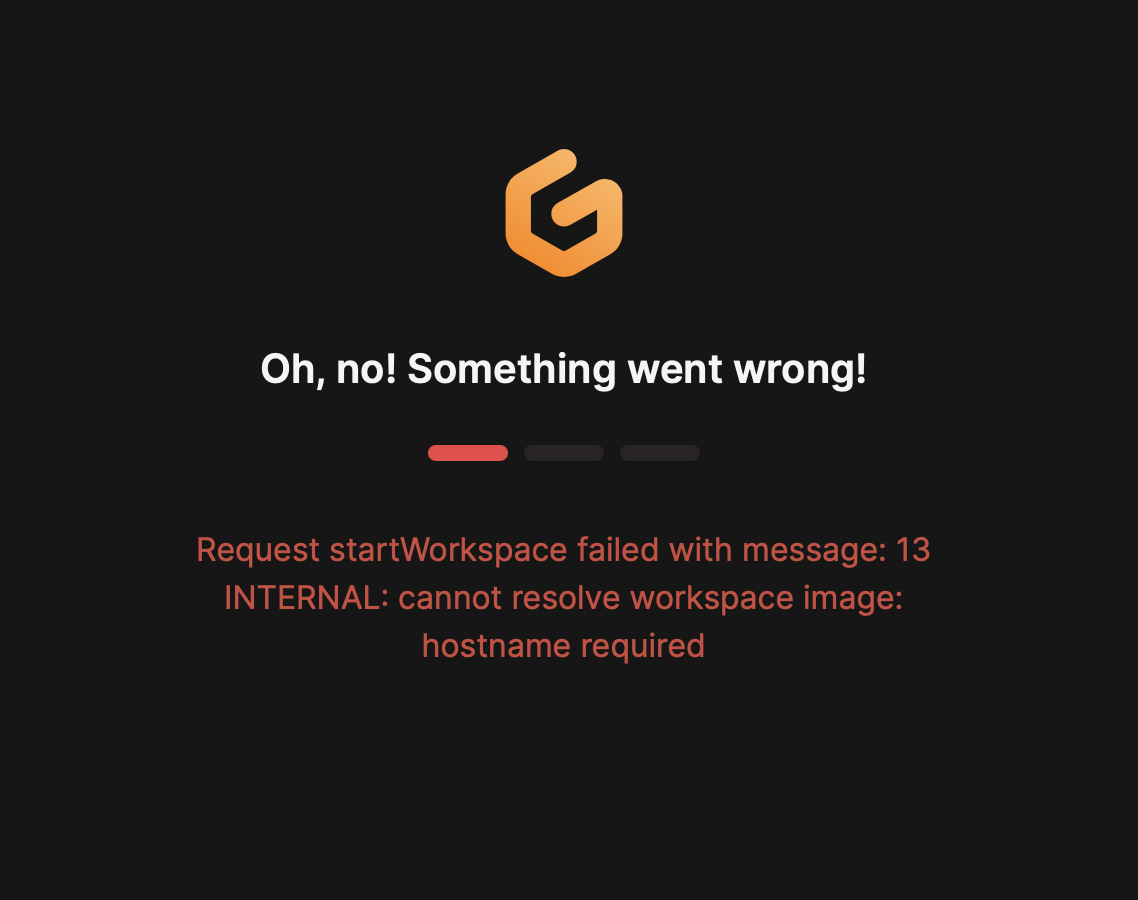 Oh, no! Something went wrong!
Request startWorkspace failed with message: 13
INTERNAL: cannot resolve workspace image:
hostname required